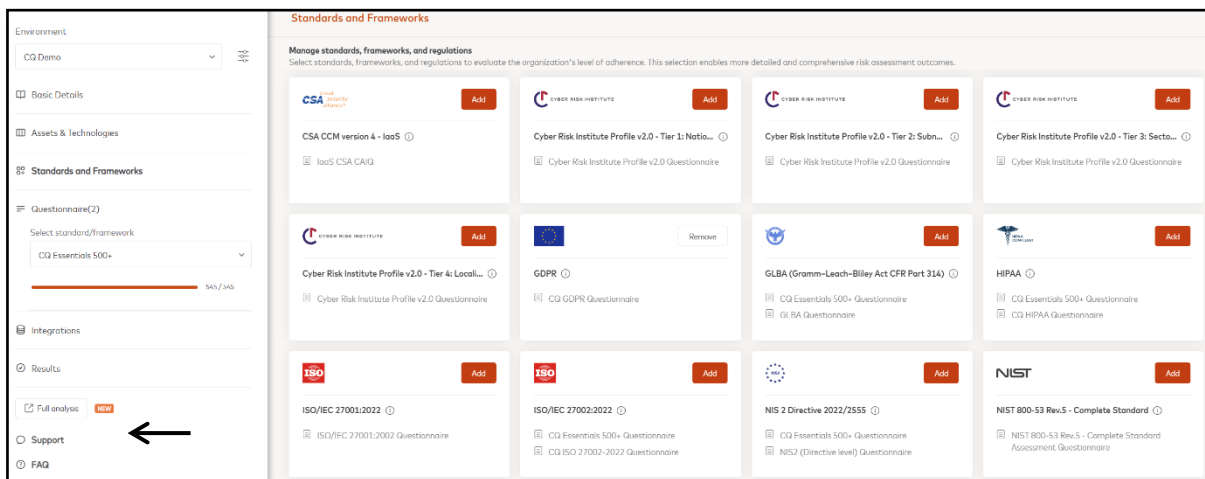 Environment
CQ Demo
Basic Details
Assets & Technologies
Standards and Frameworks
Questionnaire(2)
Select standard/framework
CQ Essentials 500+
545/545
Integrations
Results
Full analysis NEW
Support
FAQ
Standards and Frameworks
Manage standards, frameworks, and regulations
Select standards, frameworks, and regulations to evaluate the organization's level of adherence. This selection enables more detailed and comprehensive risk assessment outcomes.
CSA cloud security alliance Add
CSA CCM version 4 - IaaS
IaaS CSA CAIQ
CYBER RISK INSTITUTE Add
Cyber Risk Institute Profile v2.0 - Tier 1: Natio...
Cyber Risk Institute Profile v2.0 Questionnaire
CYBER RISK INSTITUTE Add
Cyber Risk Institute Profile v2.0 - Tier 2: Subn...
Cyber Risk Institute Profile v2.0 Questionnaire
CYBER RISK INSTITUTE Add
Cyber Risk Institute Profile v2.0 - Tier 3: Secto...
Cyber Risk Institute Profile v2.0 Questionnaire
CYBER RISK INSTITUTE Add
Cyber Risk Institute Profile v2.0 - Tier 4: Locali...
Cyber Risk Institute Profile v2.0 Questionnaire
Remove
GDPR
CQ GDPR Questionnaire
Add
GLBA (Gramm-Leach-Bliley Act CFR Part 314)
CQ Essentials 500+ Questionnaire
GLBA Questionnaire
HIPAA COMPLIANT Add
HIPAA
CQ Essentials 500+ Questionnaire
CQ HIPAA Questionnaire
ISO Add
ISO/IEC 27001:2022
ISO/IEC 27001:2002 Questionnaire
ISO Add
ISO/IEC 27002:2022
CQ Essentials 500+ Questionnaire
CQ ISO 27002-2022 Questionnaire
NIS2 Add
NIS 2 Directive 2022/2555
CQ Essentials 500+ Questionnaire
NIS2 (Directive level) Questionnaire
NIST Add
NIST 800-53 Rev.5 - Complete Standard
NIST 800-53 Rev.5 - Complete Standard
Assessment Questionnaire